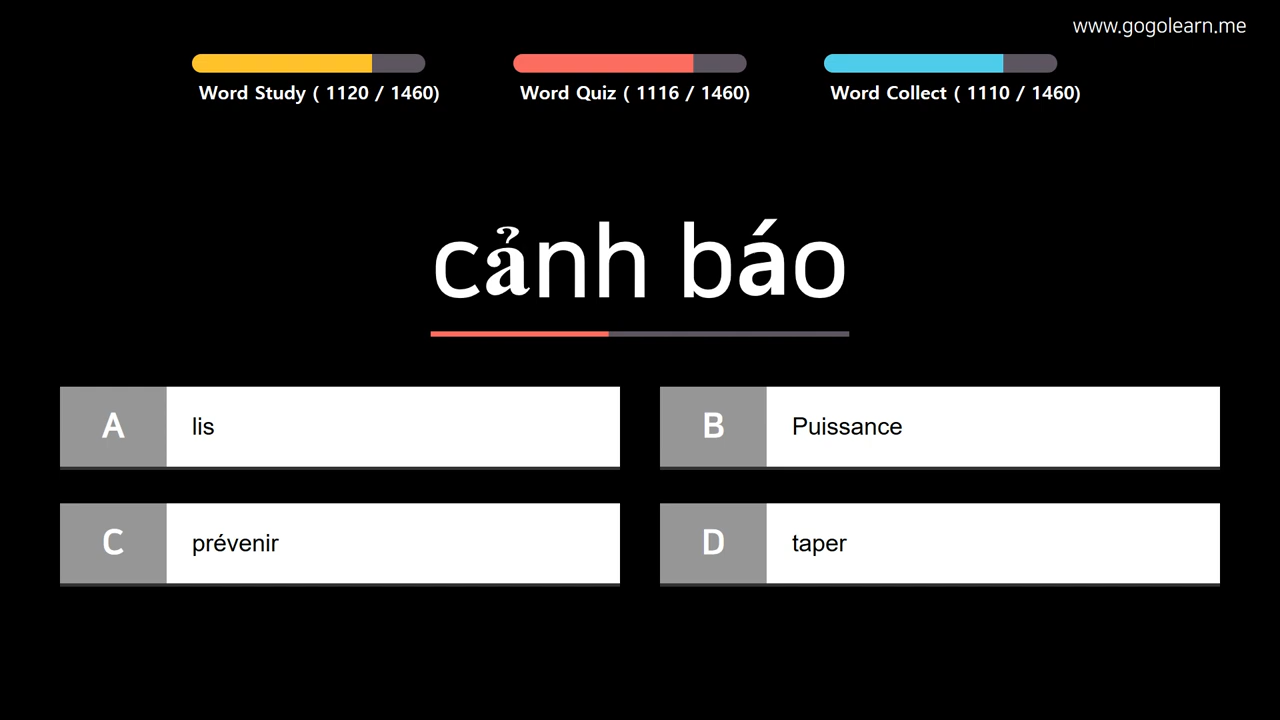 www.gogolearn.me
Word Study ( 1120 / 1460)
Word Quiz ( 1116 / 1460)
Word Collect ( 1110 / 1460)
cảnh báo
A lis
B Puissance
C prévenir
D taper